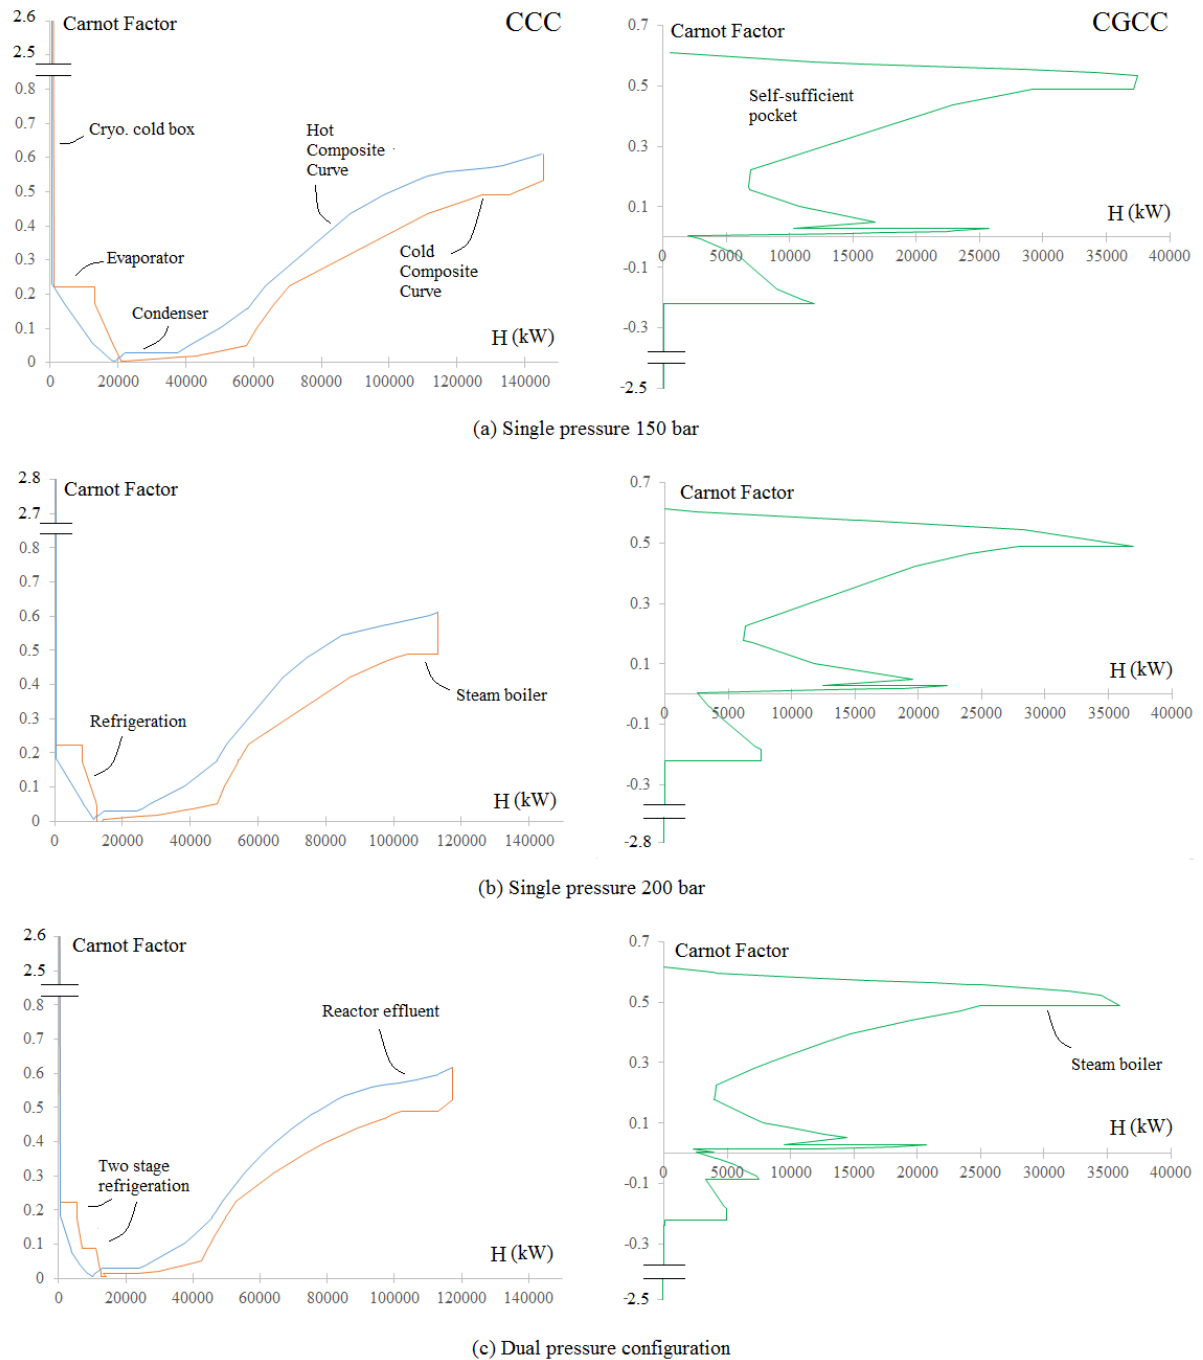 CCC
Carnot Factor
2.6
2.5
0.8
0.7
0.6
0.5
0.4
0.3
0.2
0.1
0
Cryo. cold box
Hot
Composite
Curve
Evaporator
Condenser
Cold
Composite
Curve
H (kW)
0 20000 40000 60000 80000 100000 120000 140000
CGCC
Carnot Factor
0.7
0.5
0.3
0.1
-0.1
-0.3
-2.5
Self-sufficient
pocket
H (kW)
0 5000 10000 15000 20000 25000 30000 35000 40000
(a) Single pressure 150 bar
2.8
2.7
0.8
0.7
0.6
0.5
0.4
0.3
0.2
0.1
0
Carnot Factor
Steam boiler
Refrigeration
H (kW)
0 20000 40000 60000 80000 100000 120000 140000
0.7
0.5
0.3
0.1
-0.1
-0.3
-2.8
Carnot Factor
H (kW)
0 5000 10000 15000 20000 25000 30000 35000 40000
(b) Single pressure 200 bar
2.6
2.5
0.8
0.7
0.6
0.5
0.4
0.3
0.2
0.1
0
Carnot Factor
Reactor effluent
Two stage
refrigeration
H (kW)
0 20000 40000 60000 80000 100000 120000 140000
0.7
0.5
0.3
0.1
-0.1
-0.3
-2.5
Carnot Factor
Steam boiler
H (kW)
0 5000 10000 15000 20000 25000 30000 35000 40000
(c) Dual pressure configuration